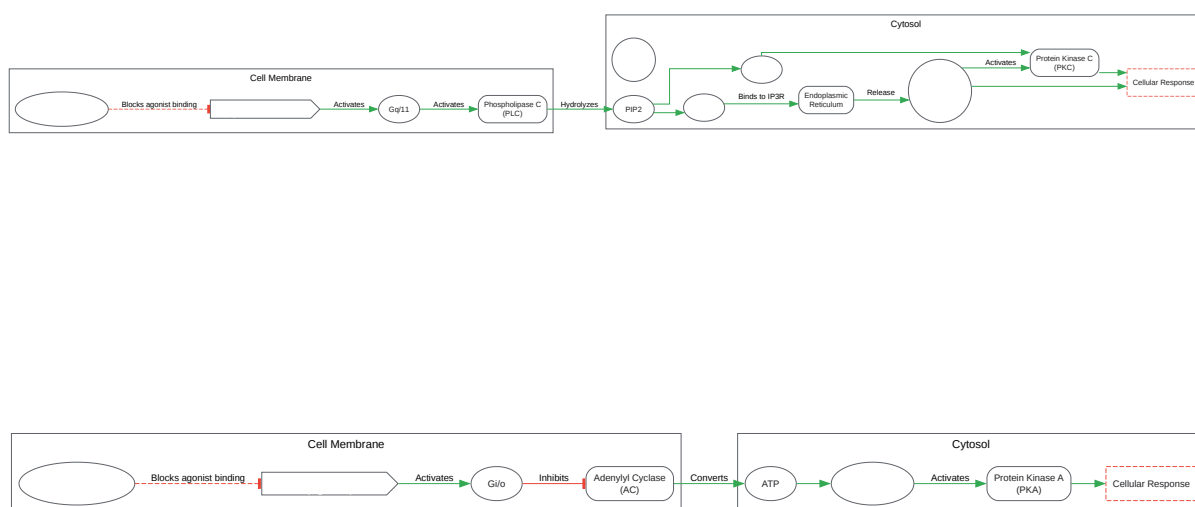 Cytosol
Cell Membrane
Blocks agonist binding
Activates
Gq/11
Activates
Phospholipase C
(PLC)
Hydrolyzes
PIP2
Binds to IP3R
Endoplasmic
Reticulum
Release
Activates
Protein Kinase C
(PKC)
Cellular Response
Cell Membrane
Cytosol
Blocks agonist binding
Activates
Gi/o
Inhibits
Adenylyl Cyclase
(AC)
Converts
ATP
Activates
Protein Kinase A
(PKA)
Cellular Response